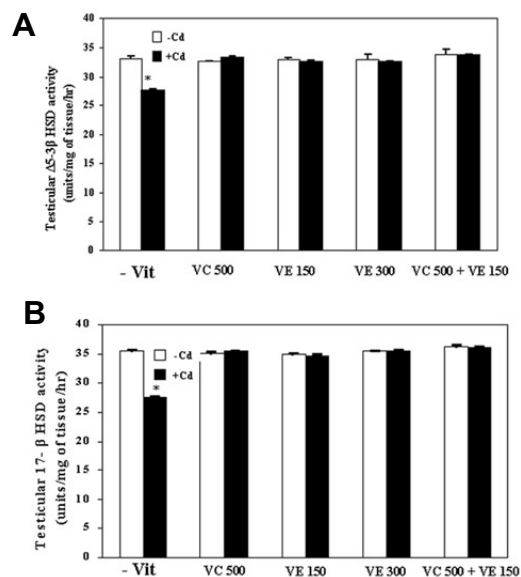 A
Testicular Δ5-3β HSD activity
(units/mg of tissue/hr)
40
35
30
25
20
15
10
5
0
-Cd
+Cd
*
- Vit
VC 500
VE 150
VE 300
VC 500 + VE 150
B
Testicular 17- β HSD activity
(units/mg of tissue/hr)
40
35
30
25
20
15
10
5
0
-Cd
+Cd
*
- Vit
VC 500
VE 150
VE 300
VC 500 + VE 150